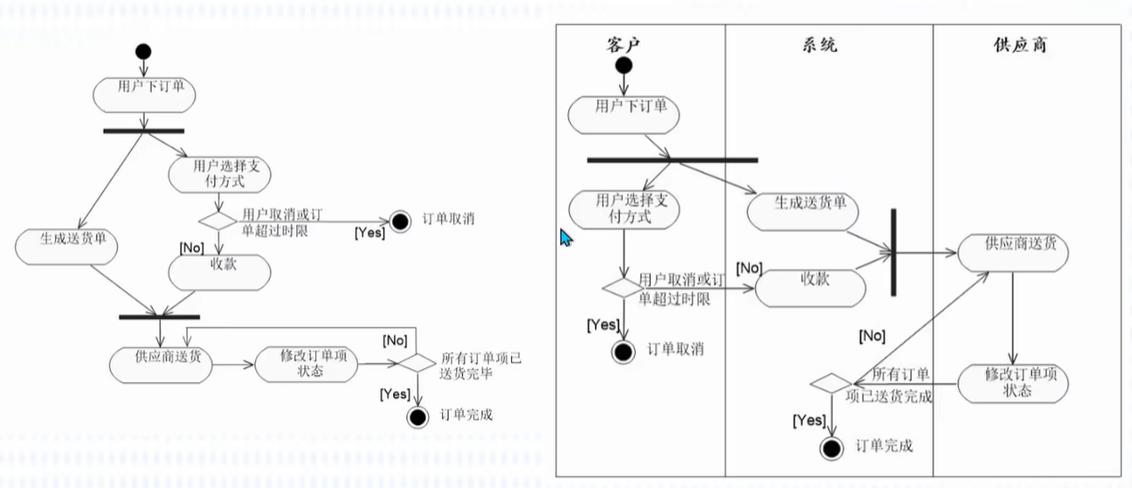 用户下订单
用户选择支
付方式
用户取消或订
单超过时限
[Yes]
订单取消
生成送货单
[No]
收款
[No]
供应商送货
修改订单项
状态
所有订单项已
送货完毕
[Yes]
订单完成
客户
系统
供应商
用户下订单
用户选择支
付方式
生成送货单
供应商送货
用户取消或订
单超过时限
[No]
收款
[Yes]
订单取消
[No]
所有订单
项已送货完成
修改订单项
状态
[Yes]
订单完成